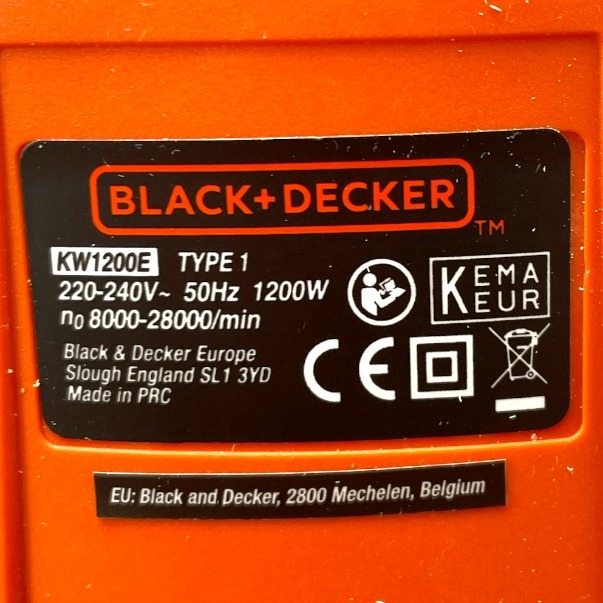 BLACK+DECKER
TM
KW1200E TYPE 1
220-240V~ 50Hz 1200W
n₀ 8000-28000/min
KEMA
KEUR
Black & Decker Europe
Slough England SL1 3YD
Made in PRC
CE
EU: Black and Decker, 2800 Mechelen, Belgium